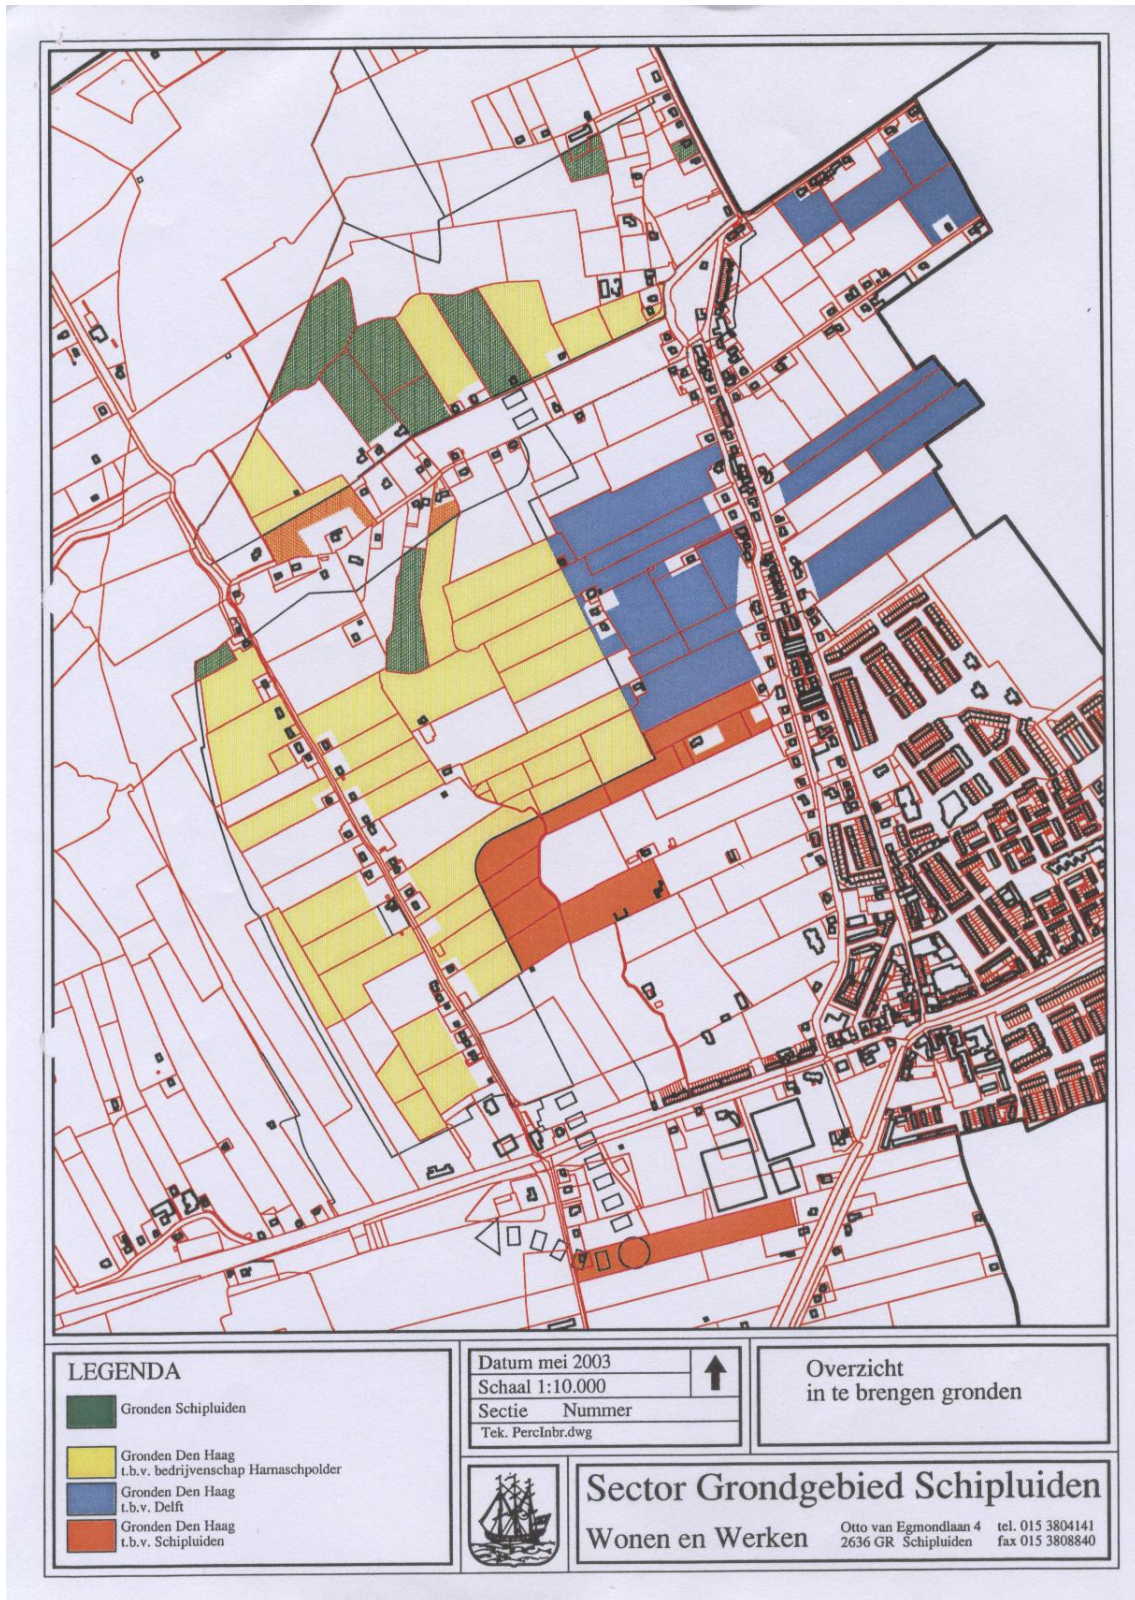 LEGENDA
Gronden Schipluiden
Gronden Den Haag
t.b.v. bedrijvenschap Harnaschpolder
Gronden Den Haag
t.b.v. Delft
Gronden Den Haag
t.b.v. Schipluiden
Datum mei 2003
Schaal 1:10.000
Sectie Nummer
Tek. PercInbr.dwg
Overzicht
in te brengen gronden
Sector Grondgebied Schipluiden
Wonen en Werken
Otto van Egmondlaan 4 tel. 015 3804141
2636 GR Schipluiden fax 015 3808840